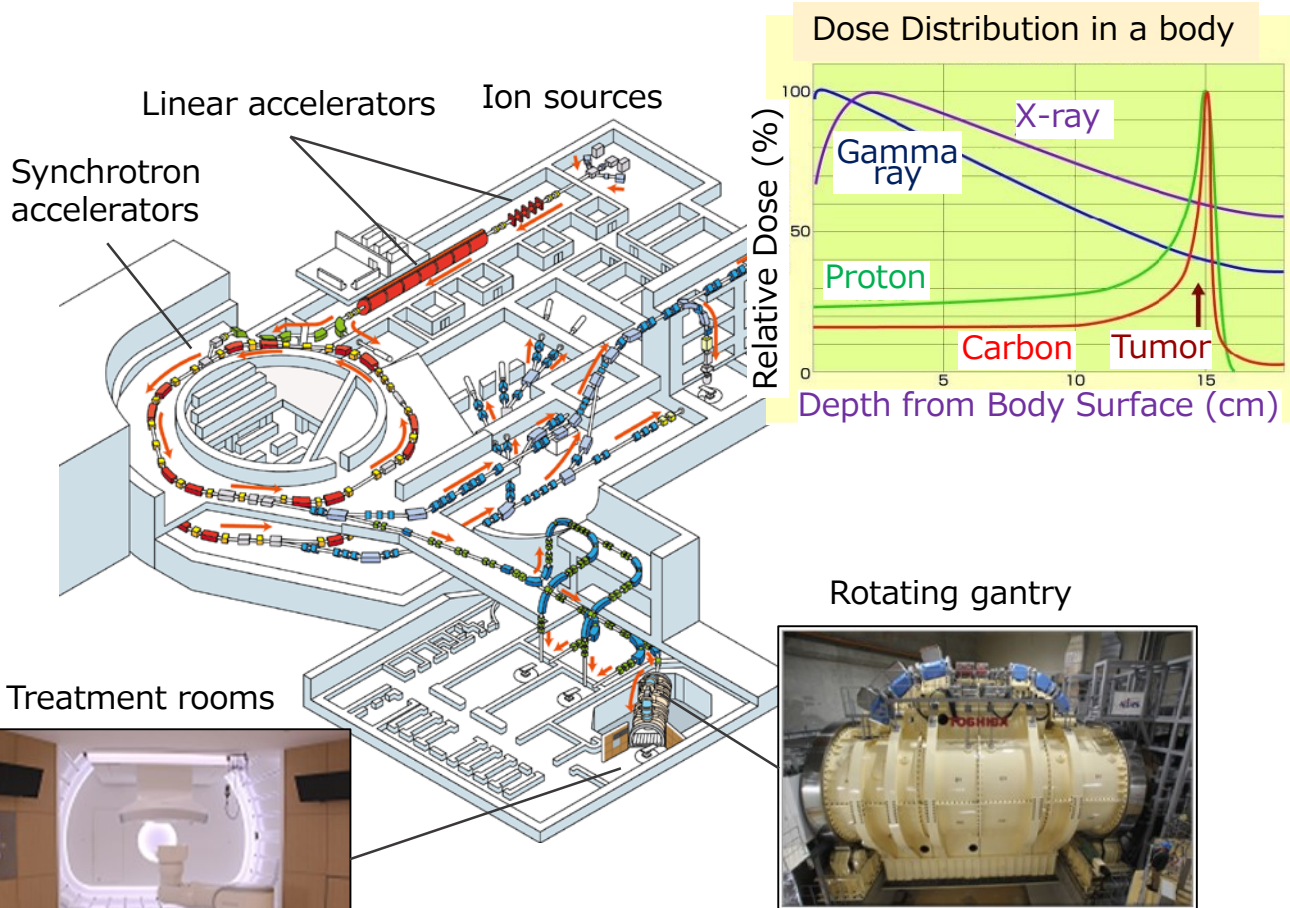 Dose Distribution in a body
Linear accelerators
Ion sources
Synchrotron
accelerators
Relative Dose (%)
100
50
0
X-ray
Gamma
ray
Proton
Carbon
Tumor
5
10
15
Depth from Body Surface (cm)
Rotating gantry
Treatment rooms
TOSHIBA